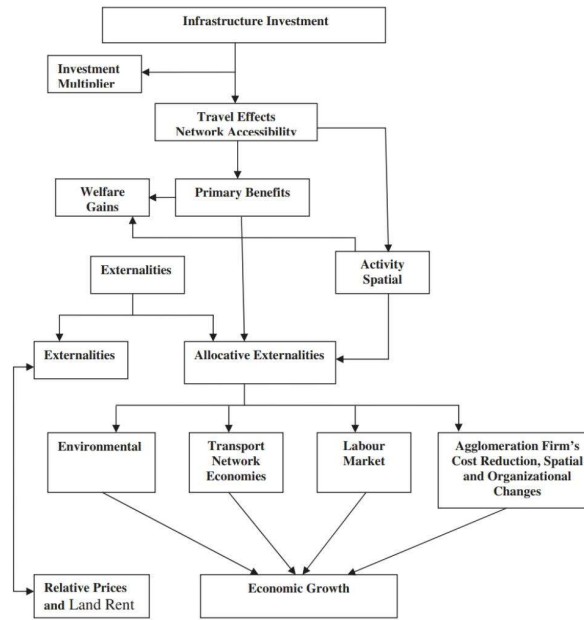 Infrastructure Investment
Investment
Multiplier
Travel Effects
Network Accessibility
Welfare
Gains
Primary Benefits
Externalities
Activity
Spatial
Externalities
Allocative Externalities
Environmental
Transport
Network
Economies
Labour
Market
Agglomeration Firm's
Cost Reduction, Spatial
and Organizational
Changes
Relative Prices
and Land Rent
Economic Growth